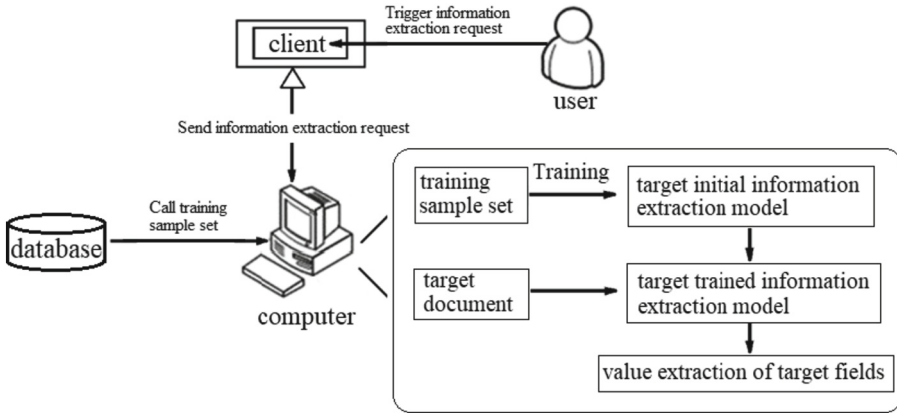 Trigger information
extraction request
client
user
Send information extraction request
Call training
sample set
database
computer
training
sample set
Training
target initial information
extraction model
target
document
target trained information
extraction model
value extraction of target fields